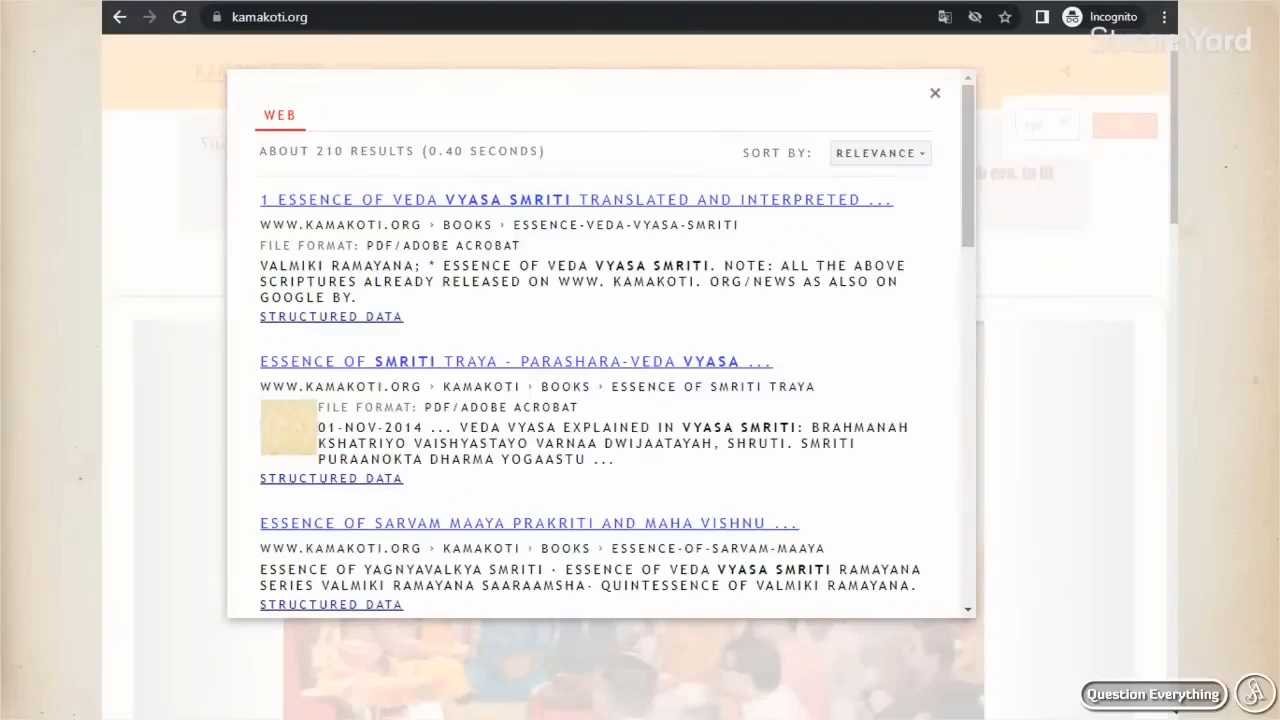 kamakoti.org
Incognito
StreamYard
WEB
ABOUT 210 RESULTS (0.40 SECONDS)
SORT BY:
RELEVANCE
1 ESSENCE OF VEDA VYASA SMRITI TRANSLATED AND INTERPRETED ...
WWW.KAMAKOTI.ORG › BOOKS › ESSENCE-VEDA-VYASA-SMRITI
FILE FORMAT: PDF/ADOBE ACROBAT
VALMIKI RAMAYANA; * ESSENCE OF VEDA VYASA SMRITI. NOTE: ALL THE ABOVE
SCRIPTURES ALREADY RELEASED ON WWW. KAMAKOTI. ORG/NEWS AS ALSO ON
GOOGLE BY.
STRUCTURED DATA
ESSENCE OF SMRITI TRAYA - PARASHARA-VEDA VYASA ...
WWW.KAMAKOTI.ORG › KAMAKOTI › BOOKS › ESSENCE OF SMRITI TRAYA
FILE FORMAT: PDF/ADOBE ACROBAT
01-NOV-2014 ... VEDA VYASA EXPLAINED IN VYASA SMRITI: BRAHMANAH
KSHATRIYO VAISHYASTAYO VARNAA DWIJAATAYAH, SHRUTI. SMRITI
PURAANOKTA DHARMA YOGAASTU ...
STRUCTURED DATA
ESSENCE OF SARVAM MAAYA PRAKRITI AND MAHA VISHNU ...
WWW.KAMAKOTI.ORG › KAMAKOTI › BOOKS › ESSENCE-OF-SARVAM-MAAYA
ESSENCE OF YAGNYAVALKYA SMRITI · ESSENCE OF VEDA VYASA SMRITI RAMAYANA
SERIES VALMIKI RAMAYANA SAARAAMSHA- QUINTESSENCE OF VALMIKI RAMAYANA.
STRUCTURED DATA
Question Everything